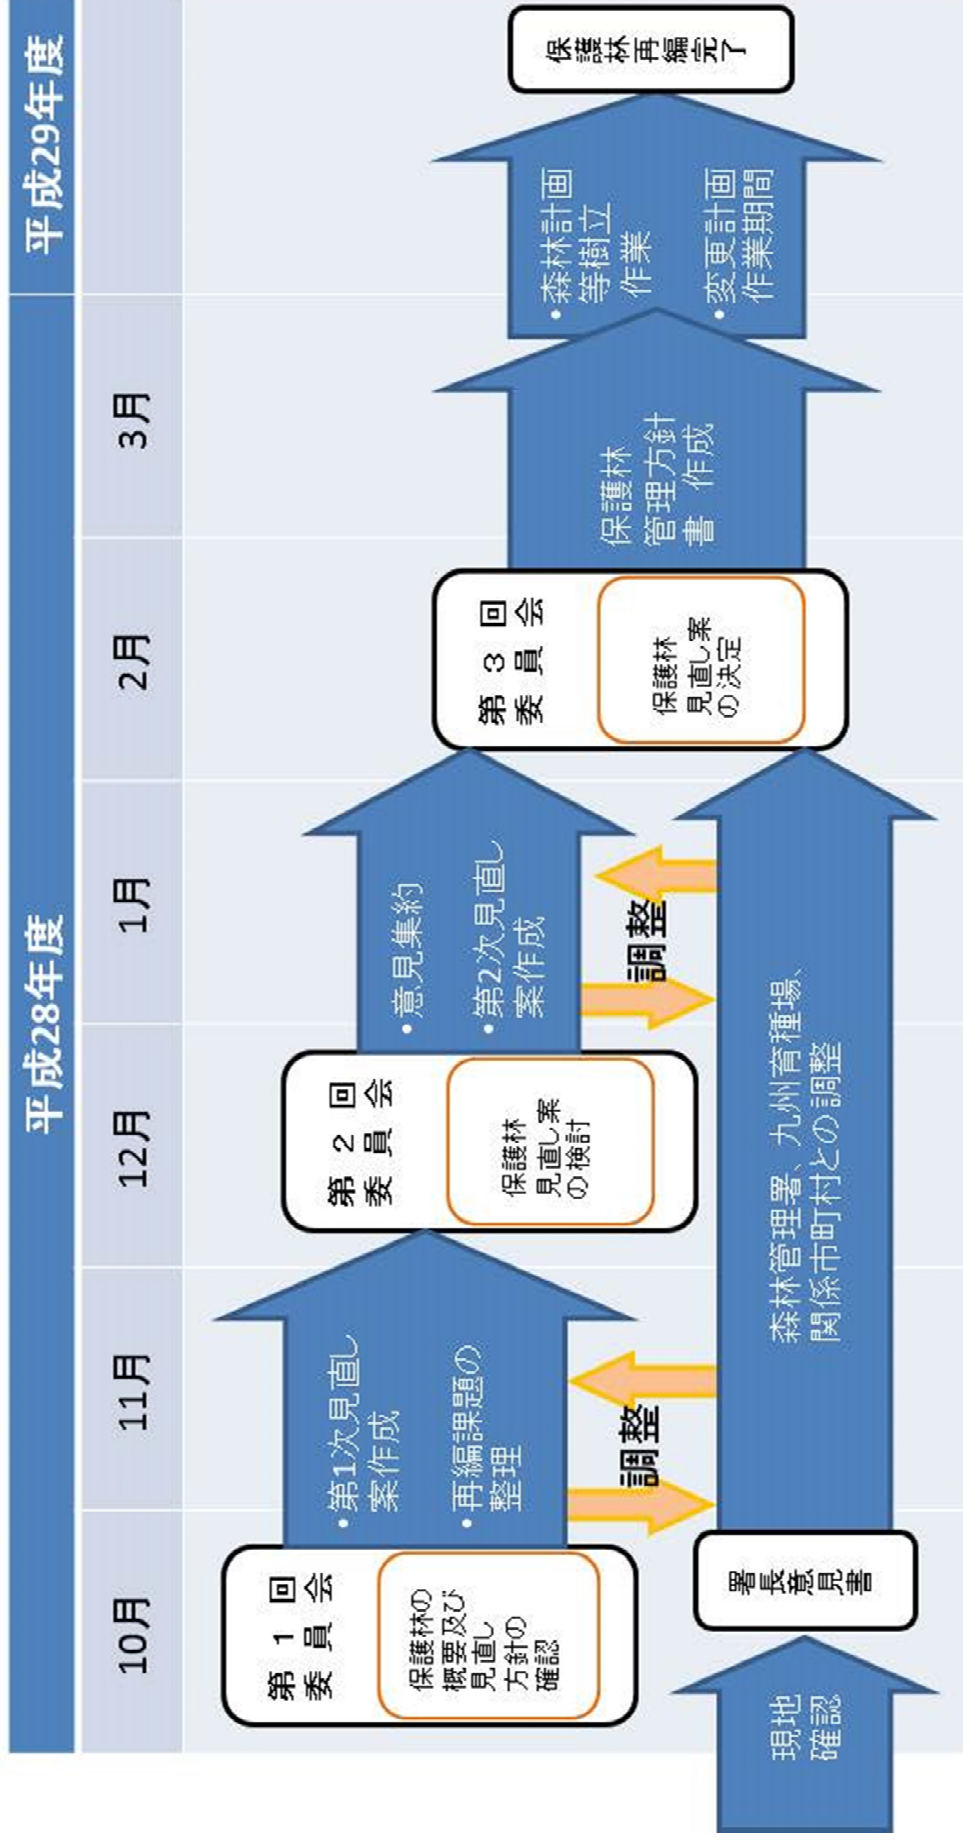 平成28年度
平成29年度
10月
11月
12月
1月
2月
3月
第１回
委員会
保護林の
概要及び
見直し
方針の
確認
・第1次見直し
案作成
・再編課題の
整理
第２回
委員会
保護林
見直し案
の検討
・意見集約
・第2次見直し
案作成
第３回
委員会
保護林
見直し案
の決定
保護林
管理方針
書 作成
・森林計画
等樹立
作業
・変更計画
作業期間
保護林再編完了
調整
調整
現地
確認
署長意見書
森林管理署、九州育種場、
関係市町村との調整